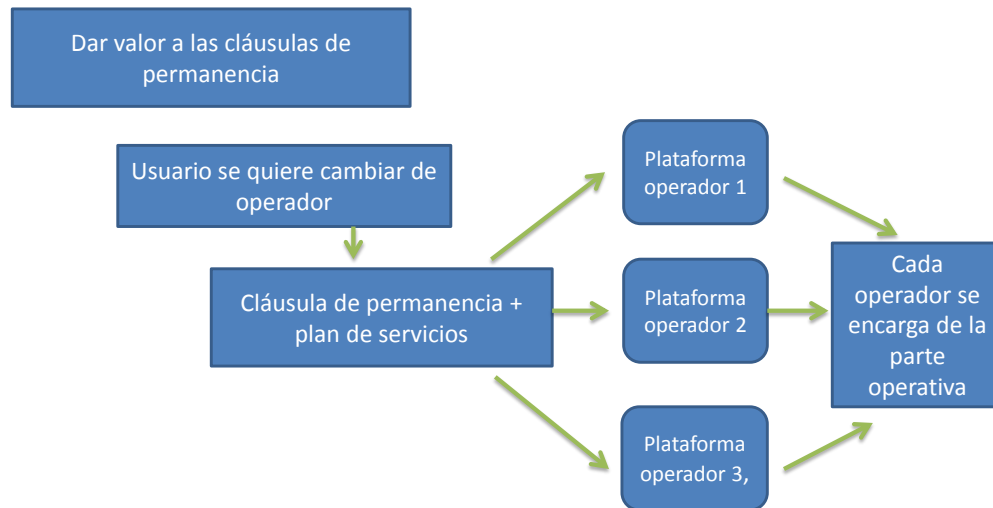 Dar valor a las cláusulas de
permanencia
Usuario se quiere cambiar de
operador
Cláusula de permanencia +
plan de servicios
Plataforma
operador 1
Plataforma
operador 2
Plataforma
operador 3,
Cada
operador se
encarga de la
parte
operativa